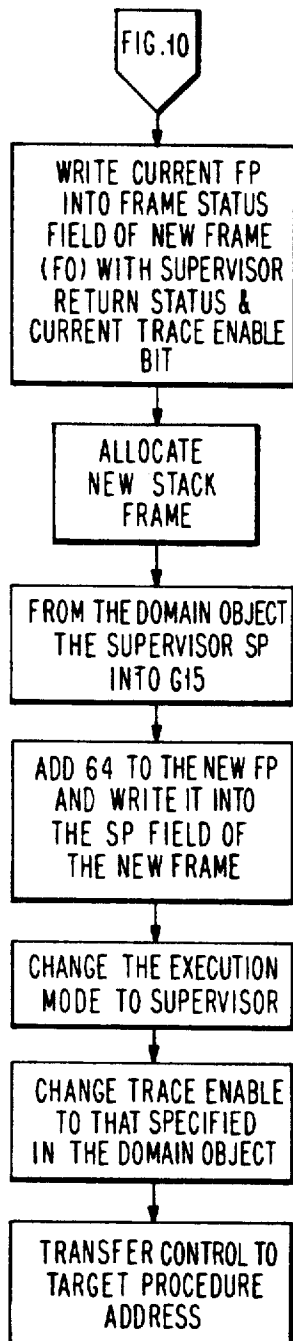 FIG.10
WRITE CURRENT FP
INTO FRAME STATUS
FIELD OF NEW FRAME
(FO) WITH SUPERVISOR
RETURN STATUS &
CURRENT TRACE ENABLE
BIT
ALLOCATE
NEW STACK
FRAME
FROM THE DOMAIN OBJECT
THE SUPERVISOR SP
INTO G15
ADD 64 TO THE NEW FP
AND WRITE IT INTO
THE SP FIELD OF
THE NEW FRAME
CHANGE THE EXECUTION
MODE TO SUPERVISOR
CHANGE TRACE ENABLE
TO THAT SPECIFIED
IN THE DOMAIN OBJECT
TRANSFER CONTROL TO
TARGET PROCEDURE
ADDRESS